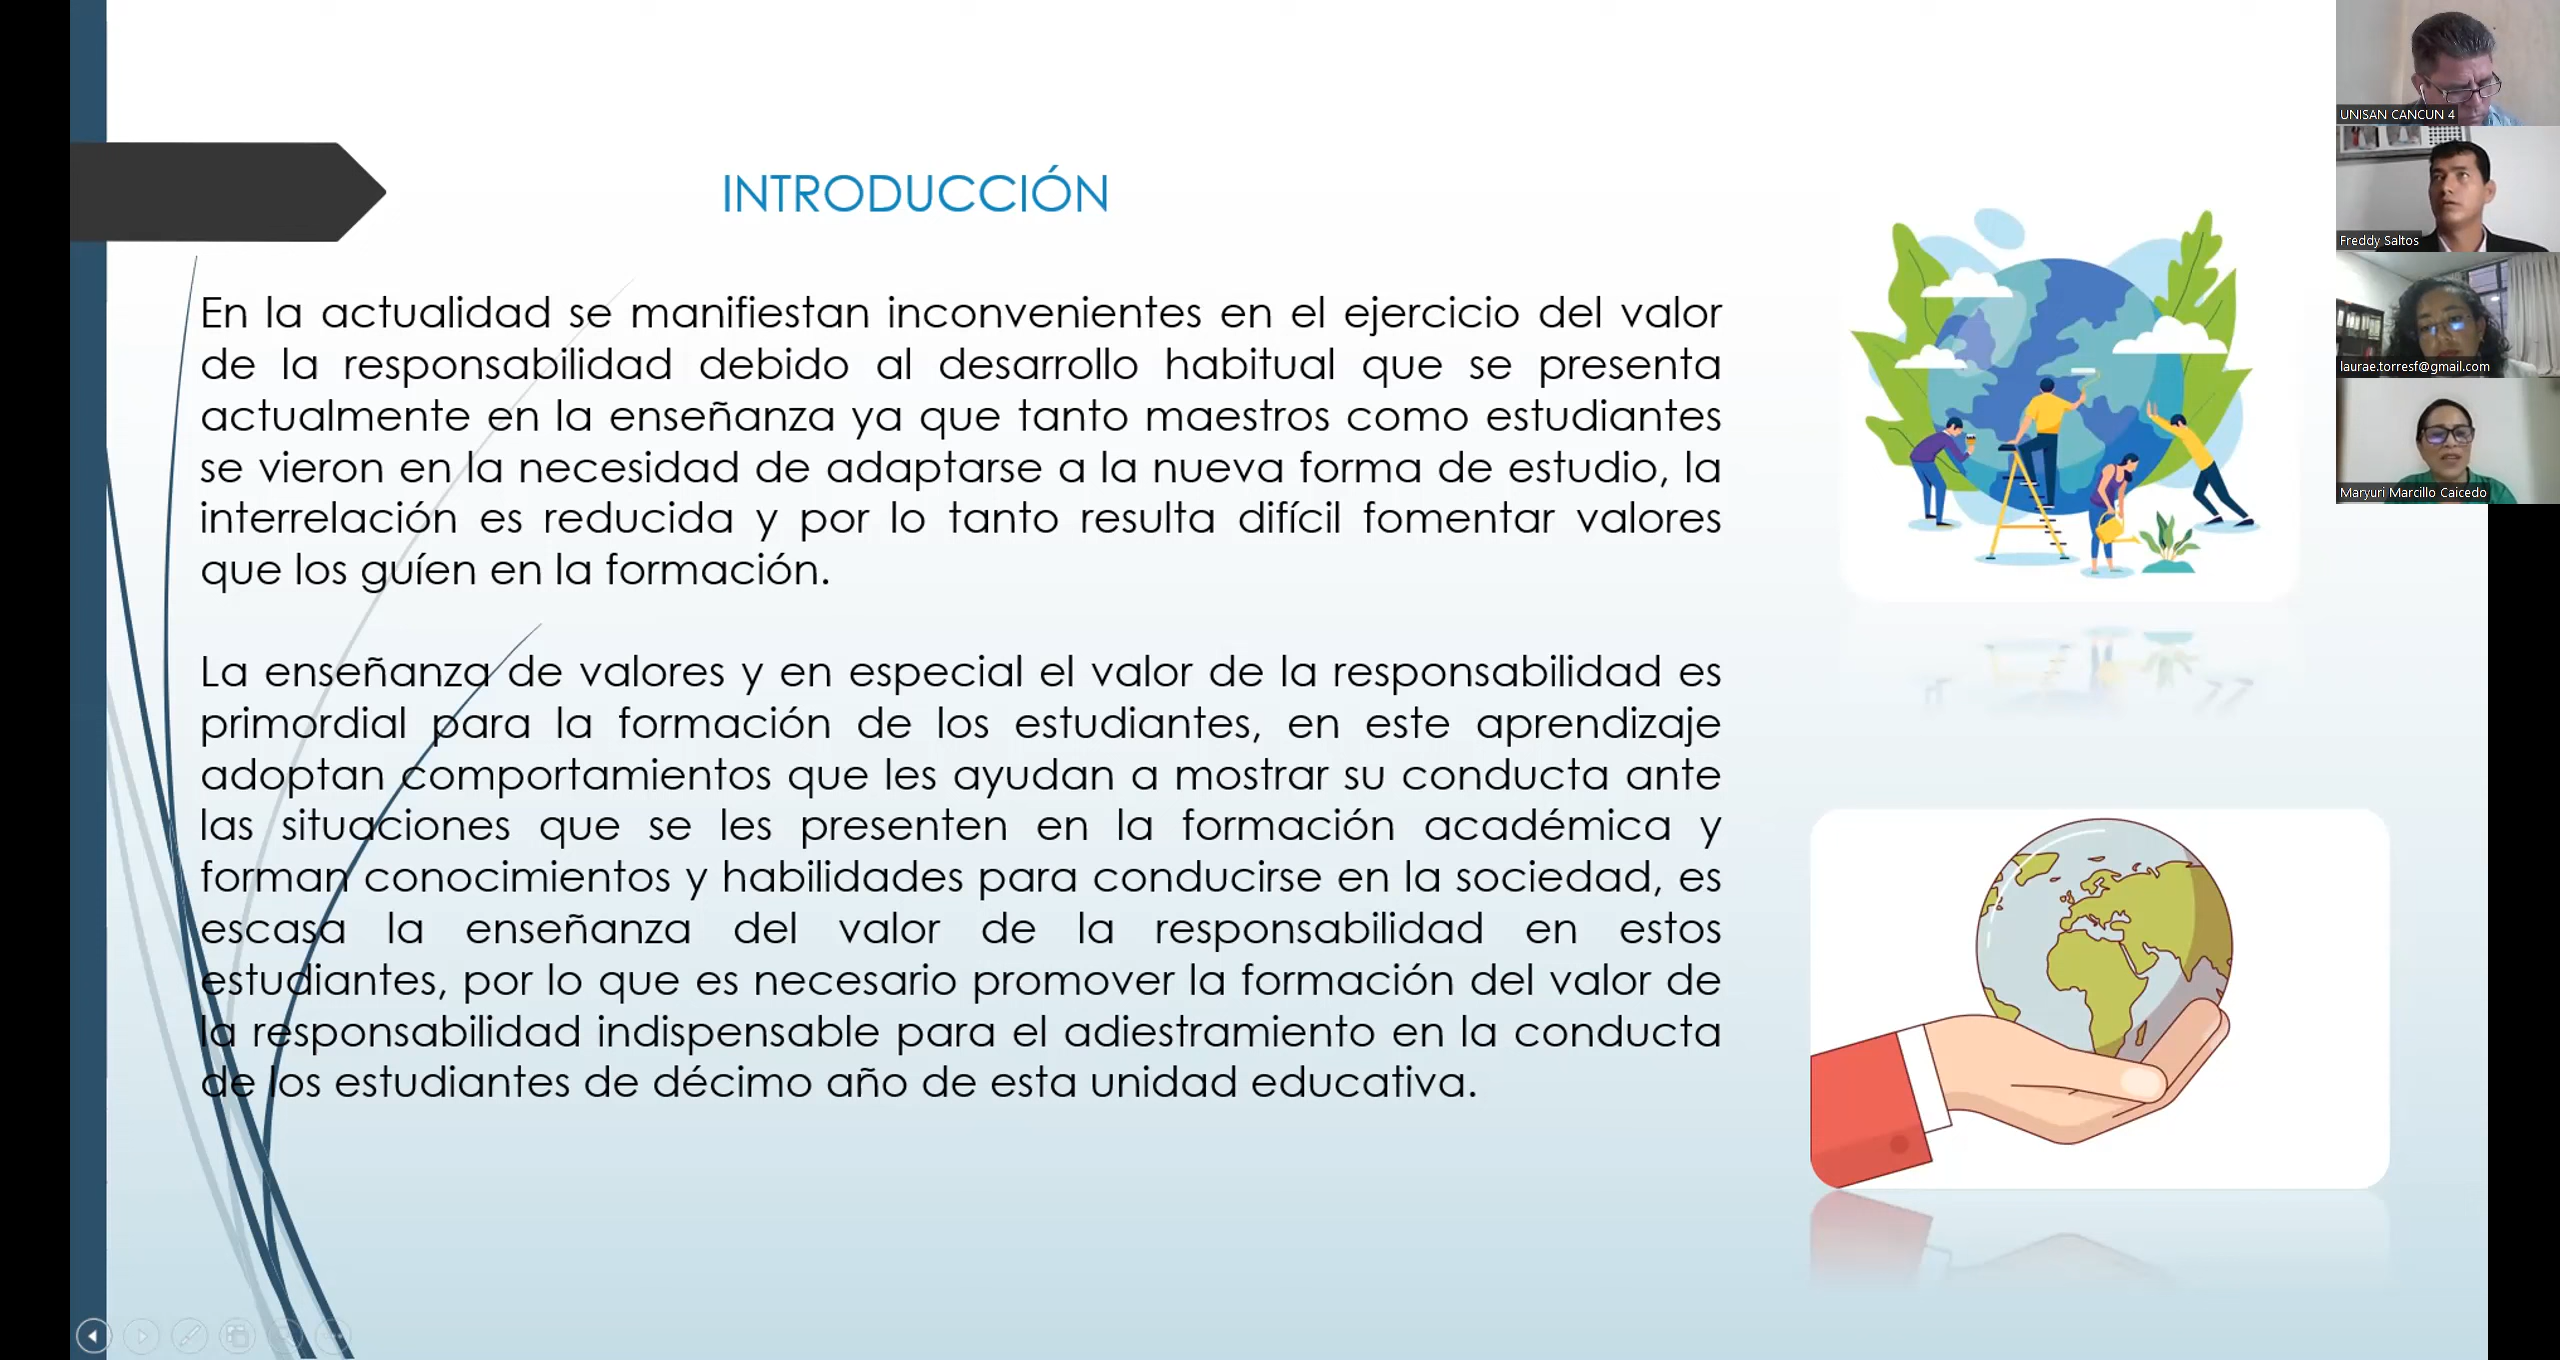 INTRODUCCIÓN
En la actualidad se manifiestan inconvenientes en el ejercicio del valor
de la responsabilidad debido al desarrollo habitual que se presenta
actualmente en la enseñanza ya que tanto maestros como estudiantes
se vieron en la necesidad de adaptarse a la nueva forma de estudio, la
interrelación es reducida y por lo tanto resulta difícil fomentar valores
que los guíen en la formación.
La enseñanza de valores y en especial el valor de la responsabilidad es
primordial para la formación de los estudiantes, en este aprendizaje
adoptan comportamientos que les ayudan a mostrar su conducta ante
las situaciones que se les presenten en la formación académica y
forman conocimientos y habilidades para conducirse en la sociedad, es
escasa la enseñanza del valor de la responsabilidad en estos
estudiantes, por lo que es necesario promover la formación del valor de
la responsabilidad indispensable para el adiestramiento en la conducta
de los estudiantes de décimo año de esta unidad educativa.
UNISAN CANCUN 4
Freddy Saltos
laurae.torresf@gmail.com
Maryuri Marcillo Caicedo